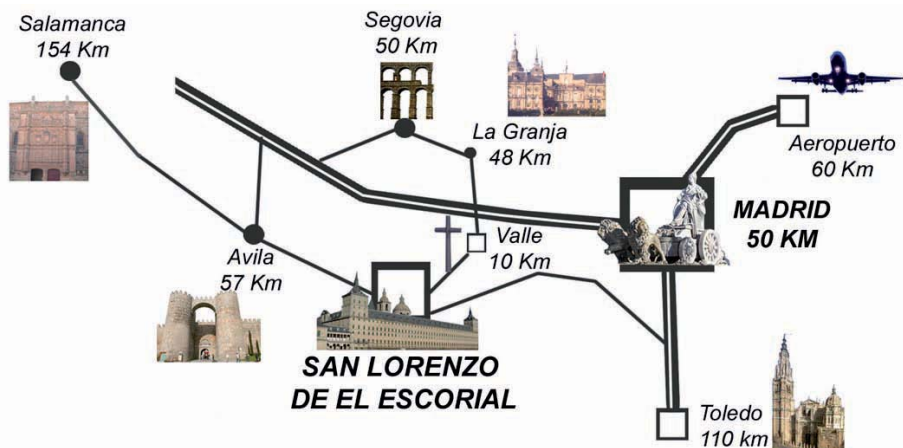 Salamanca
154 Km
Segovia
50 Km
La Granja
48 Km
Aeropuerto
60 Km
MADRID
50 KM
Valle
10 Km
Avila
57 Km
SAN LORENZO
DE EL ESCORIAL
Toledo
110 km